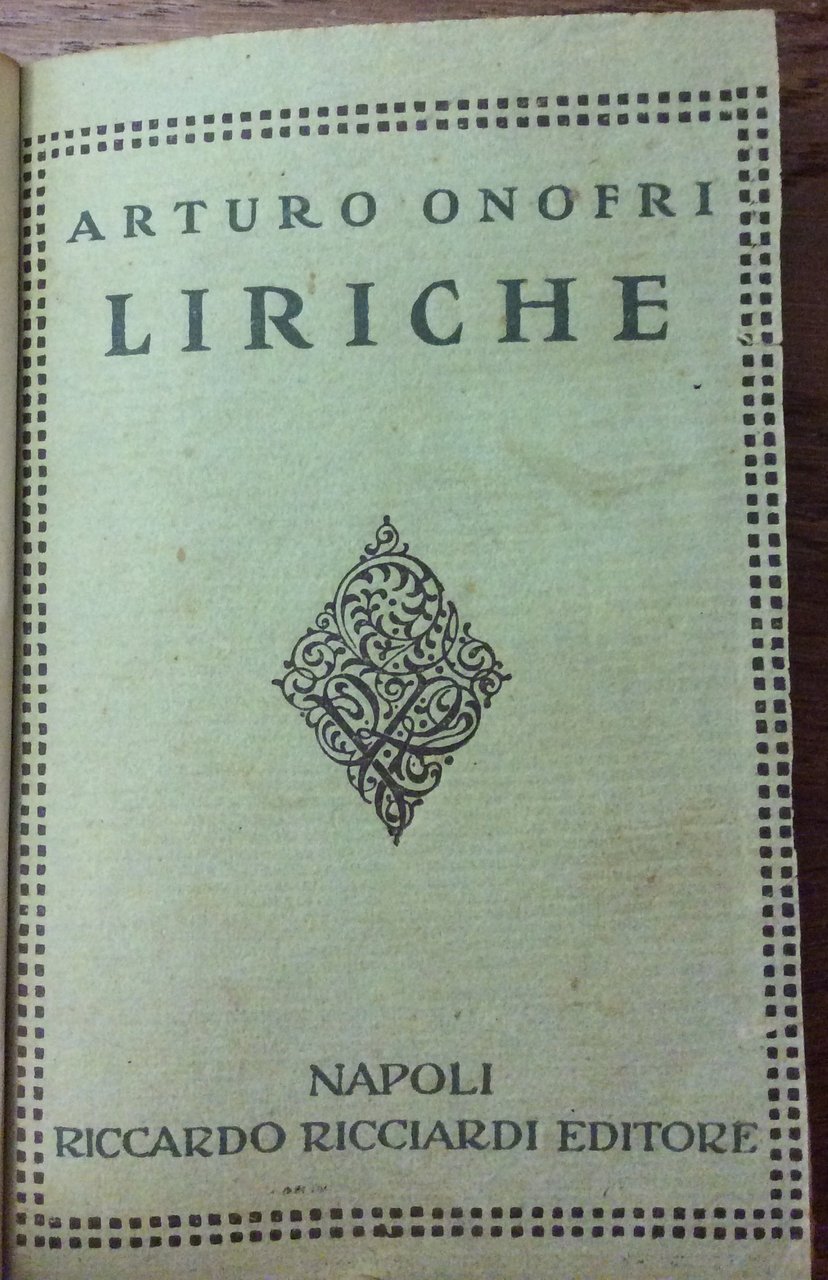 ARTURO ONOFRI
LIRICHE
NAPOLI
RICCARDO RICCIARDI EDITORE